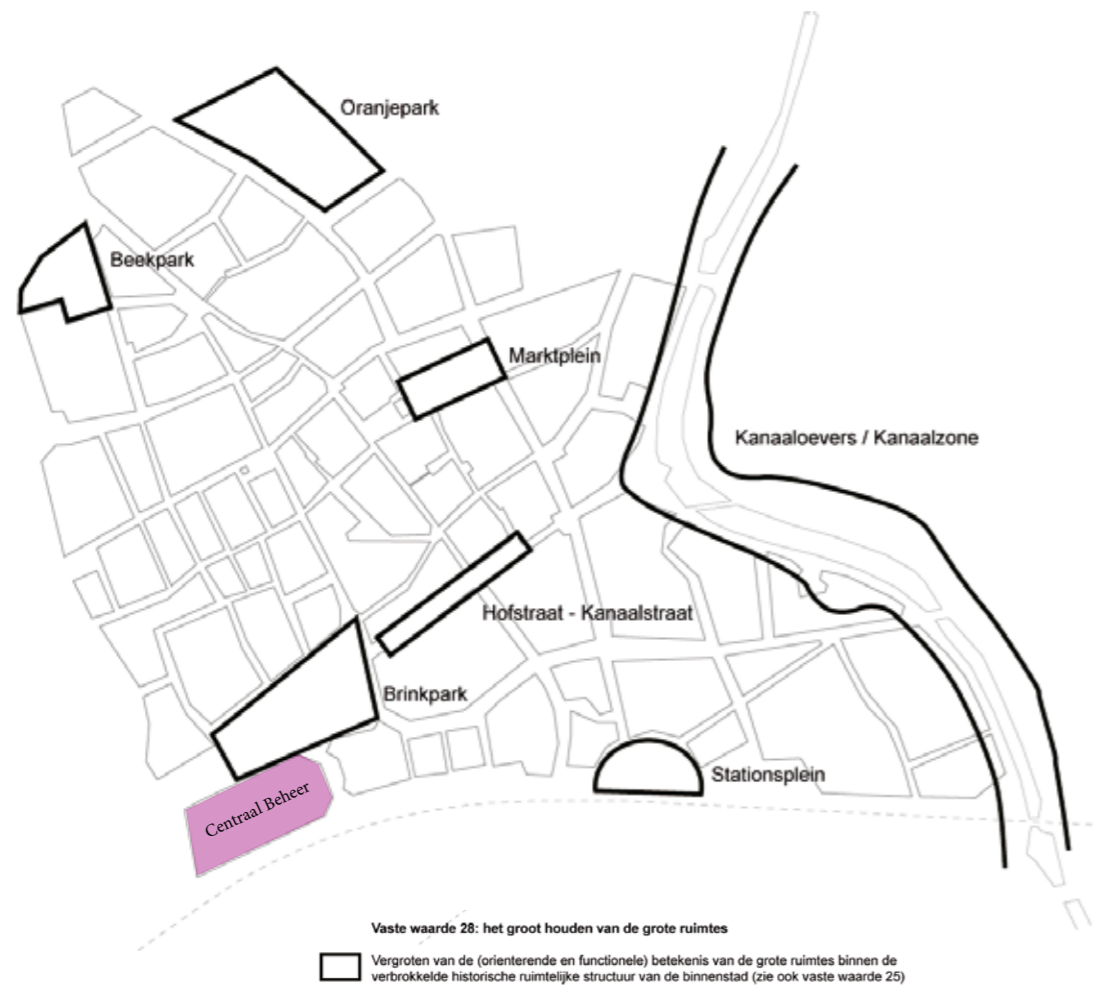 Oranjepark
Beekpark
Marktplein
Kanaaloevers / Kanaalzone
Hofstraat - Kanaalstraat
Brinkpark
Stationsplein
Centraal Beheer
Vaste waarde 28: het groot houden van de grote ruimtes
Vergroten van de (orienterende en functionele) betekenis van de grote ruimtes binnen de
verbrokkelde historische ruimtelijke structuur van de binnenstad (zie ook vaste waarde 25)